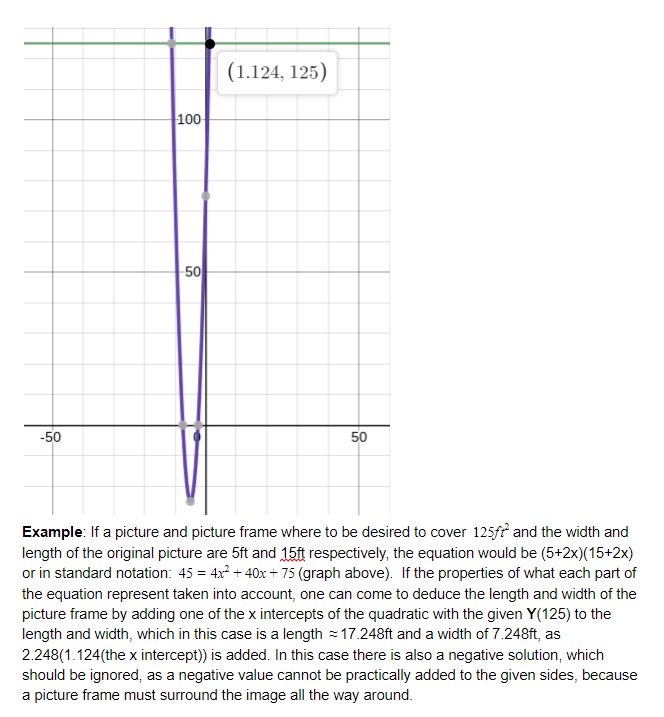 (1.124, 125)
100
50
-50
0
50
Example: If a picture and picture frame where to be desired to cover 125ft² and the width and
length of the original picture are 5ft and 15ft respectively, the equation would be (5+2x)(15+2x)
or in standard notation: 45 = 4x² + 40x + 75 (graph above). If the properties of what each part of
the equation represent taken into account, one can come to deduce the length and width of the
picture frame by adding one of the x intercepts of the quadratic with the given Y(125) to the
length and width, which in this case is a length ≈ 17.248ft and a width of 7.248ft, as
2.248(1.124(the x intercept)) is added. In this case there is also a negative solution, which
should be ignored, as a negative value cannot be practically added to the given sides, because
a picture frame must surround the image all the way around.